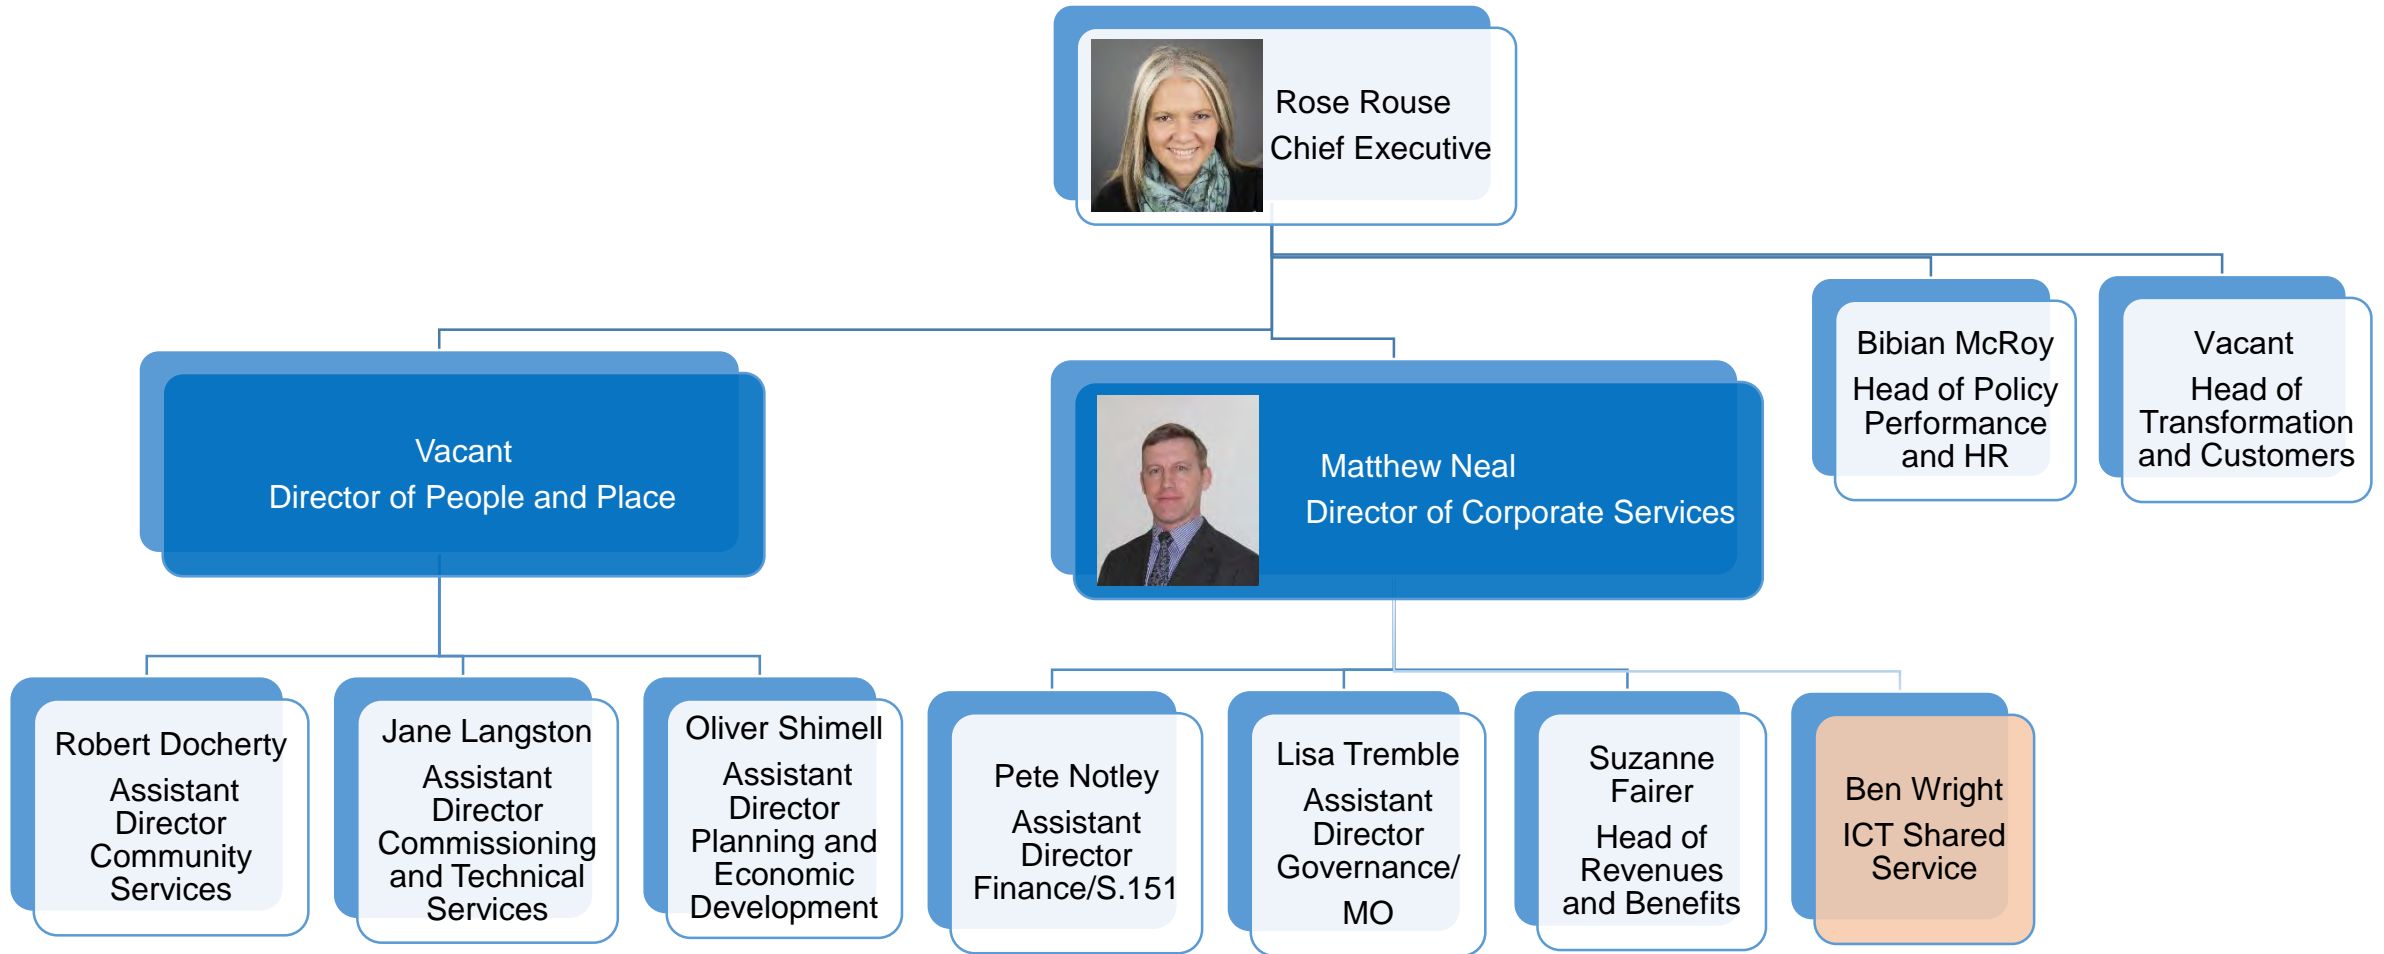 Rose Rouse
Chief Executive
Bibian McRoy
Head of Policy
Performance
and HR
Vacant
Head of
Transformation
and Customers
Vacant
Director of People and Place
Matthew Neal
Director of Corporate Services
Robert Docherty
Assistant
Director
Community
Services
Jane Langston
Assistant
Director
Commissioning
and Technical
Services
Oliver Shimell
Assistant
Director
Planning and
Economic
Development
Pete Notley
Assistant
Director
Finance/S.151
Lisa Tremble
Assistant
Director
Governance/
MO
Suzanne
Fairer
Head of
Revenues
and Benefits
Ben Wright
ICT Shared
Service